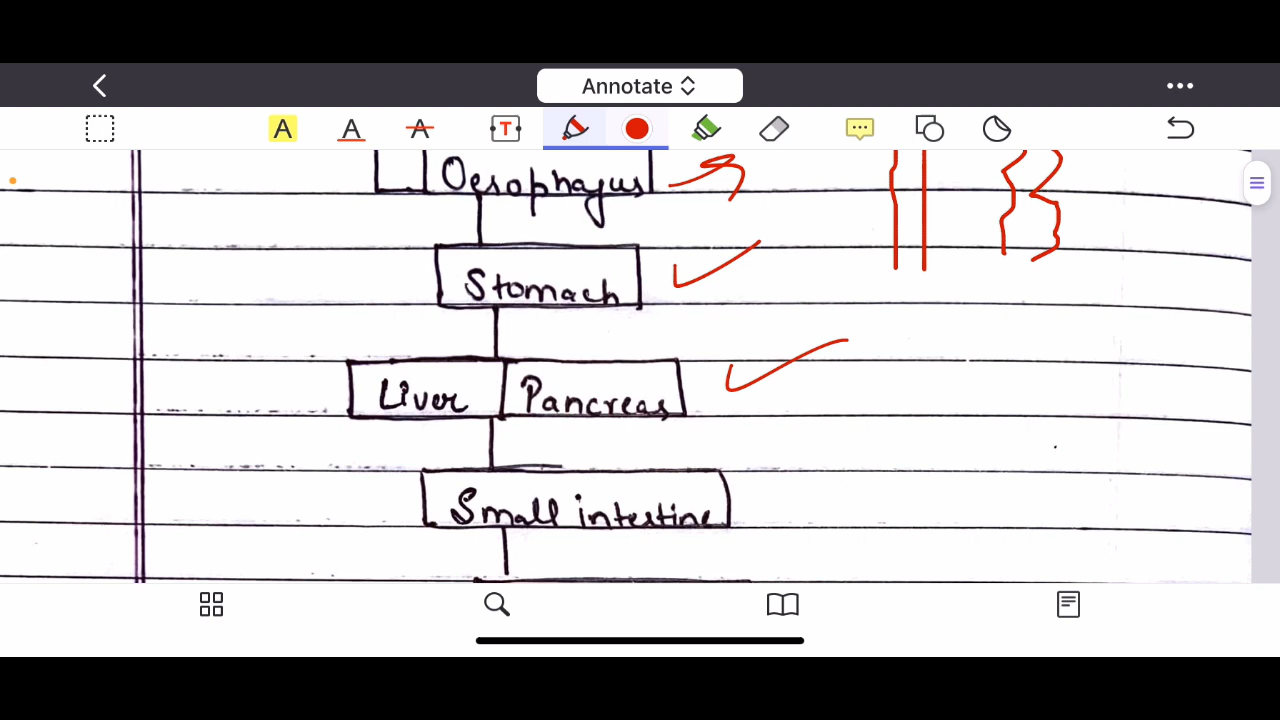 Annotate
A A A T
Oesophagus
Stomach
Liver Pancreas
Small intestine